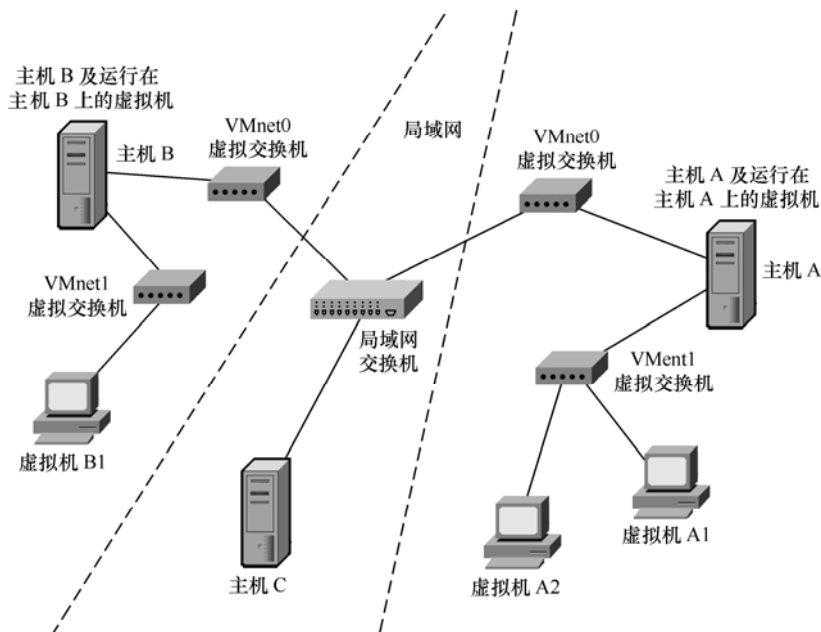 主机 B 及运行在
主机 B 上的虚拟机
VMnet0
虚拟交换机
主机 B
局域网
VMnet0
虚拟交换机
主机 A 及运行在
主机 A 上的虚拟机
主机 A
VMnet1
虚拟交换机
局域网
交换机
VMent1
虚拟交换机
虚拟机 B1
主机 C
虚拟机 A2
虚拟机 A1